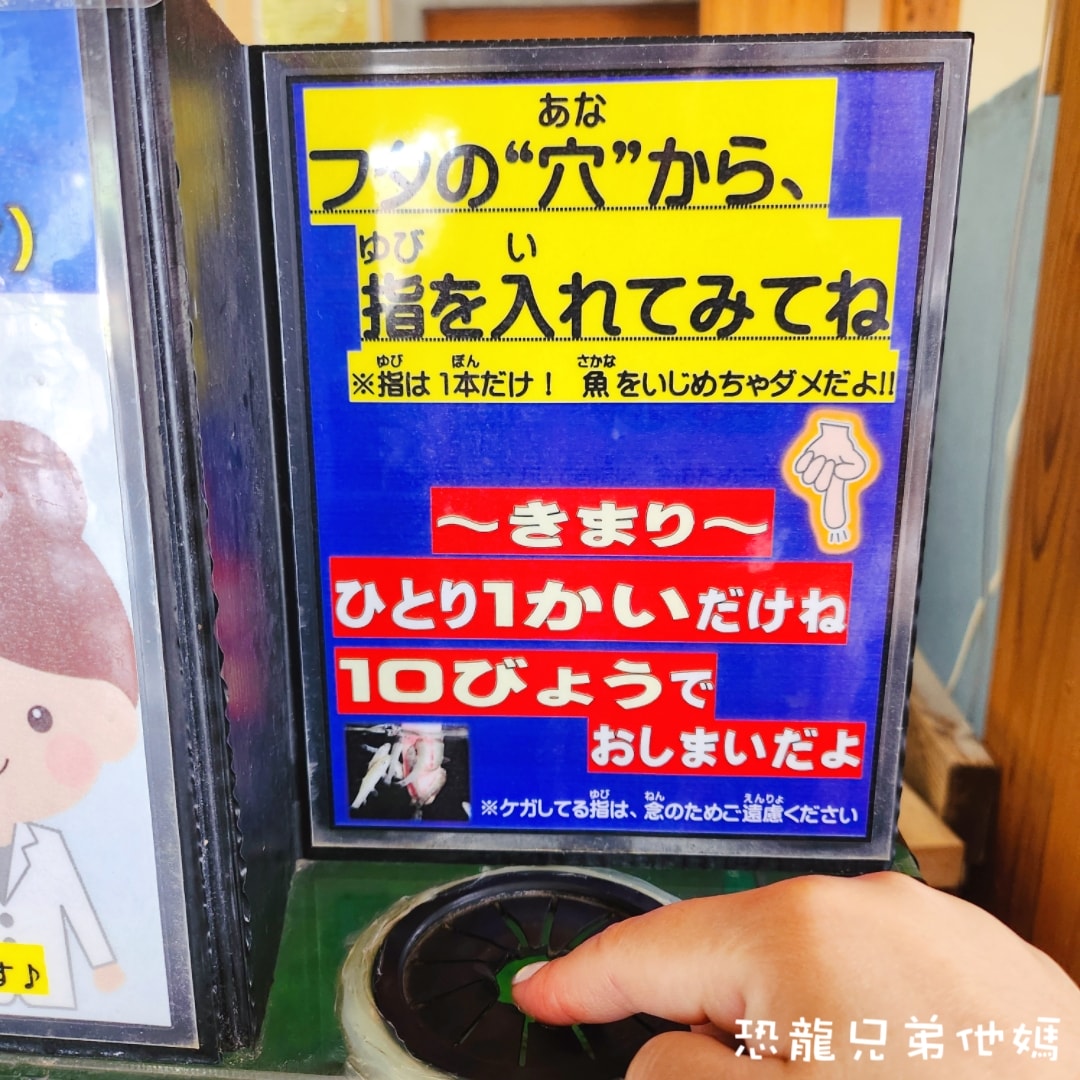 あな
フタの“穴”から、
ゆび い
指を入れてみてね
ゆび ぽん さかな
※指は1本だけ! 魚をいじめちゃダメだよ!!
～きまり～
ひとり1かいだけね
10びょうで
おしまいだよ
ゆび ねん えんりょ
※ケガしてる指は、念のためご遠慮ください
す♪
恐龍兄弟他媽